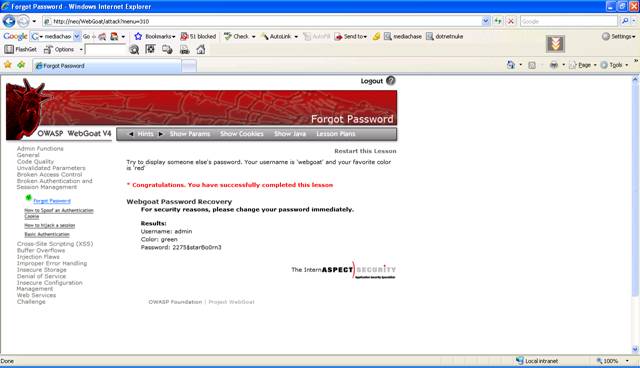 Forgot Password - Windows Internet Explorer
http://neo/WebGoat/attack?menu=310
Google
Google
mediachase
Go
Bookmarks
51 blocked
Check
AutoLink
AutoFill
Send to
mediachase
dotnetnuke
Settings
FlashGet
Options
Forgot Password
Page
Tools
Logout ?
Forgot Password
OWASP WebGoat V4
Hints
Show Params
Show Cookies
Show Java
Lesson Plans
Restart this Lesson
Admin Functions
General
Code Quality
Unvalidated Parameters
Broken Access Control
Broken Authentication and
Session Management
Forgot Password
How to Spoof an Authentication
Cookie
How to hijack a session
Basic Authentication
Cross-Site Scripting (XSS)
Buffer Overflows
Injection Flaws
Improper Error Handling
Insecure Storage
Denial of Service
Insecure Configuration
Management
Web Services
Challenge
Try to display someone else's password. Your username is 'webgoat' and your favorite color
is 'red'
* Congratulations. You have successfully completed this lesson
Webgoat Password Recovery
For security reasons, please change your password immediately.
Results:
Username: admin
Color: green
Password: 2275$starBo0rn3
The Intern ASPECT SECURITY
Application Security Specialists
OWASP Foundation | Project WebGoat
Done
Local intranet
100%